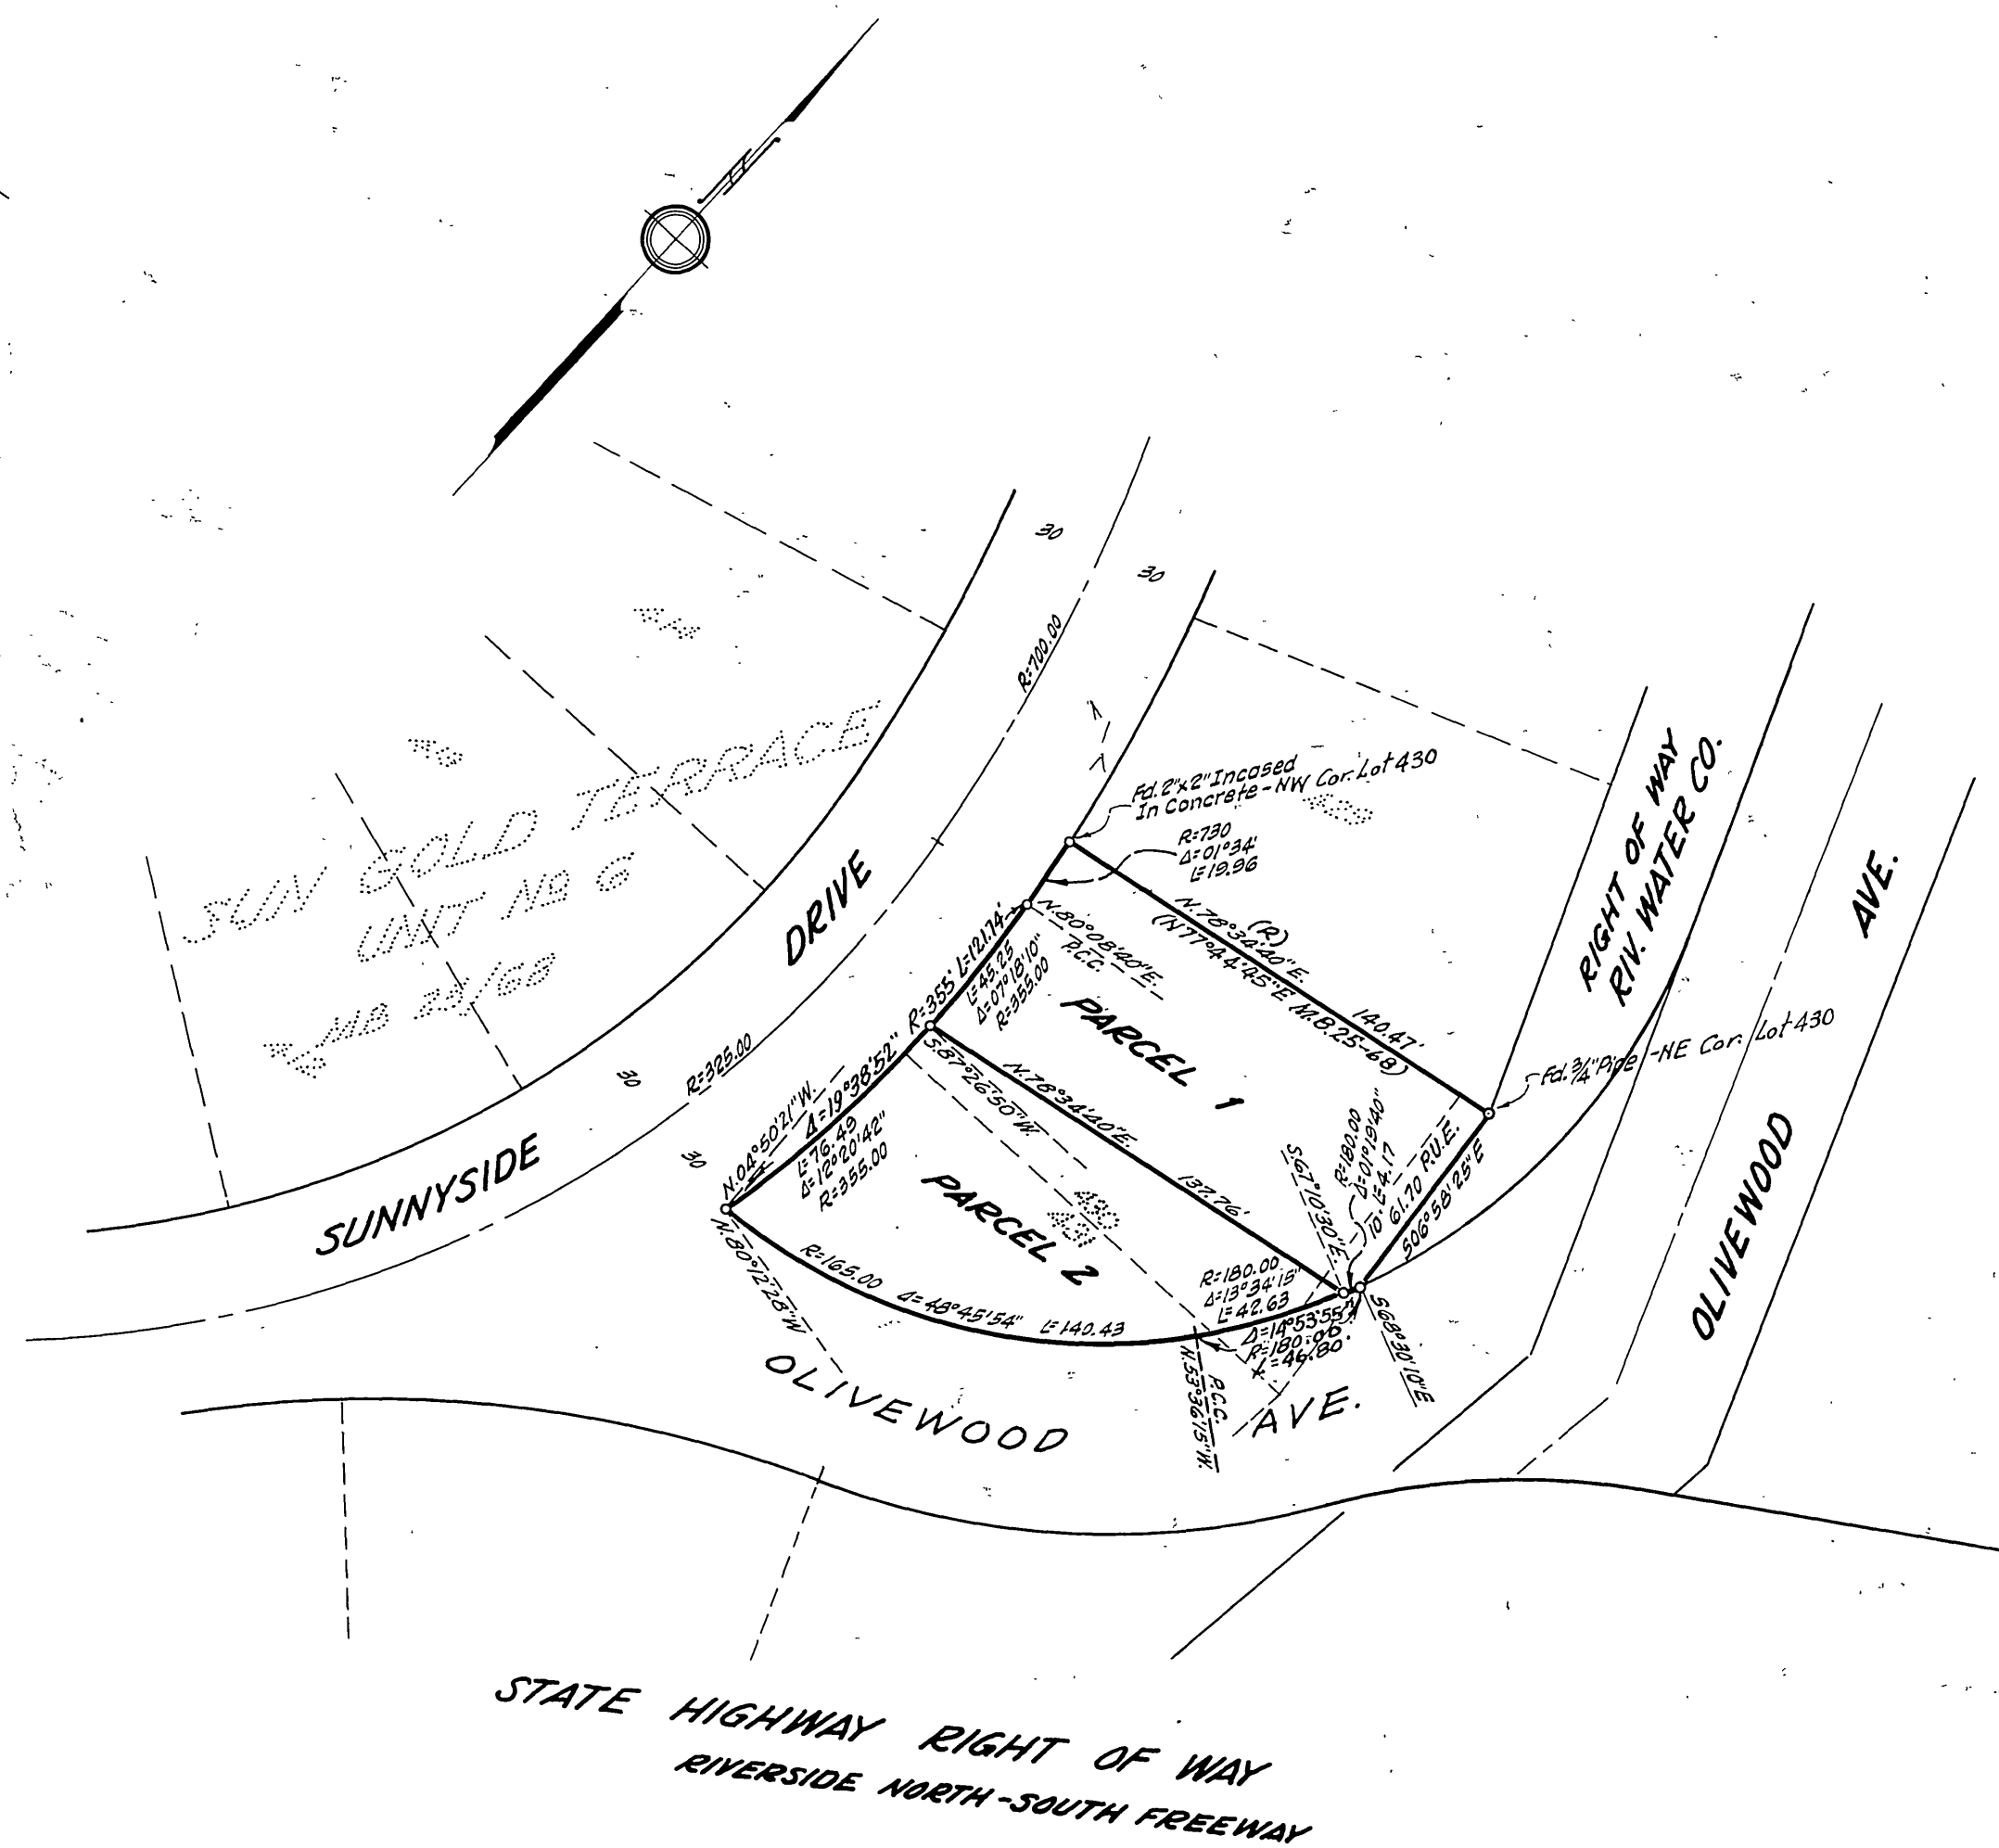 N
30
30
R=700.00
SUN GOLD TERRACE
UNIT NO 6
MB 25/68
Fd. 2"x2" Incased
In Concrete-NW Cor. Lot 430
R=730
Δ=01°34'
L=19.96
DRIVE
RIGHT OF WAY
RIV. WATER CO.
AVE.
(R)
N.78°34'40"E.
(N77°44'45"E M.B.25-68)
140.47'
N.80°08'40"E.
P.C.C.
R=355' L=121.74'
L=45.25
Δ=07°18'10"
R=355.00
PARCEL 1
Fd. 3/4" Pipe -NE Cor. Lot 430
R=325.00
30
30
SUNNYSIDE
N.04°50'21"W.
Δ=19°38'52"
L=76.49
Δ=12°20'42"
R=355.00
S.87°26'50"W.
N.78°34'40"E.
137.76'
PARCEL 2
430
431
S.67°10'30"E.
R=180.00
Δ=01°19'40"
L=4.17
10' P.U.E.
61.70
S06°58'25"E
OLIVEWOOD
N.80°12'28"W
R=165.00
Δ=48°45'54"
L=140.43
R=180.00
Δ=13°34'15"
L=42.63
Δ=14°53'55"
R=180.00
L=46.80
S68°30'10"E
P.C.C.
N.53°36'15"W.
OLIVEWOOD AVE.
STATE HIGHWAY RIGHT OF WAY
RIVERSIDE NORTH-SOUTH FREEWAY